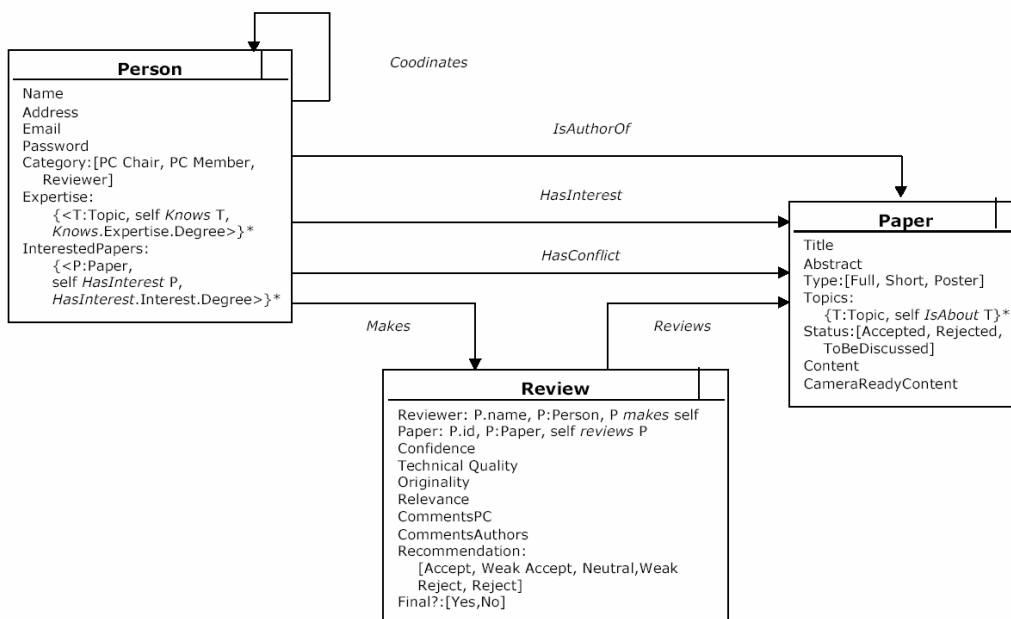 Coodinates
Person
Name
Address
Email
Password
Category:[PC Chair, PC Member,
Reviewer]
Expertise:
{<T:Topic, self Knows T,
Knows.Expertise.Degree>}*
InterestedPapers:
{<P:Paper,
self HasInterest P,
HasInterest.Interest.Degree>}*
IsAuthorOf
HasInterest
HasConflict
Makes
Reviews
Paper
Title
Abstract
Type:[Full, Short, Poster]
Topics:
{T:Topic, self IsAbout T}*
Status:[Accepted, Rejected,
ToBeDiscussed]
Content
CameraReadyContent
Review
Reviewer: P.name, P:Person, P makes self
Paper: P.id, P:Paper, self reviews P
Confidence
Technical Quality
Originality
Relevance
CommentsPC
CommentsAuthors
Recommendation:
[Accept, Weak Accept, Neutral,Weak
Reject, Reject]
Final?:[Yes,No]